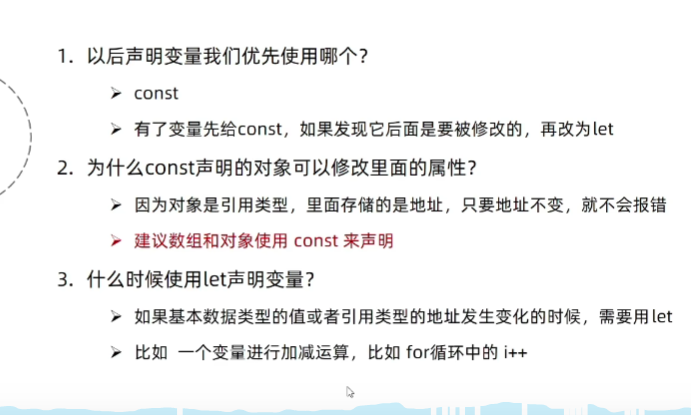 1. 以后声明变量我们优先使用哪个？
➢ const
➢ 有了变量先给const，如果发现它后面是要被修改的，再改为let
2. 为什么const声明的对象可以修改里面的属性？
➢ 因为对象是引用类型，里面存储的是地址，只要地址不变，就不会报错
➢ 建议数组和对象使用 const 来声明
3. 什么时候使用let声明变量？
➢ 如果基本数据类型的值或者引用类型的地址发生变化的时候，需要用let
➢ 比如 一个变量进行加减运算，比如 for循环中的 i++